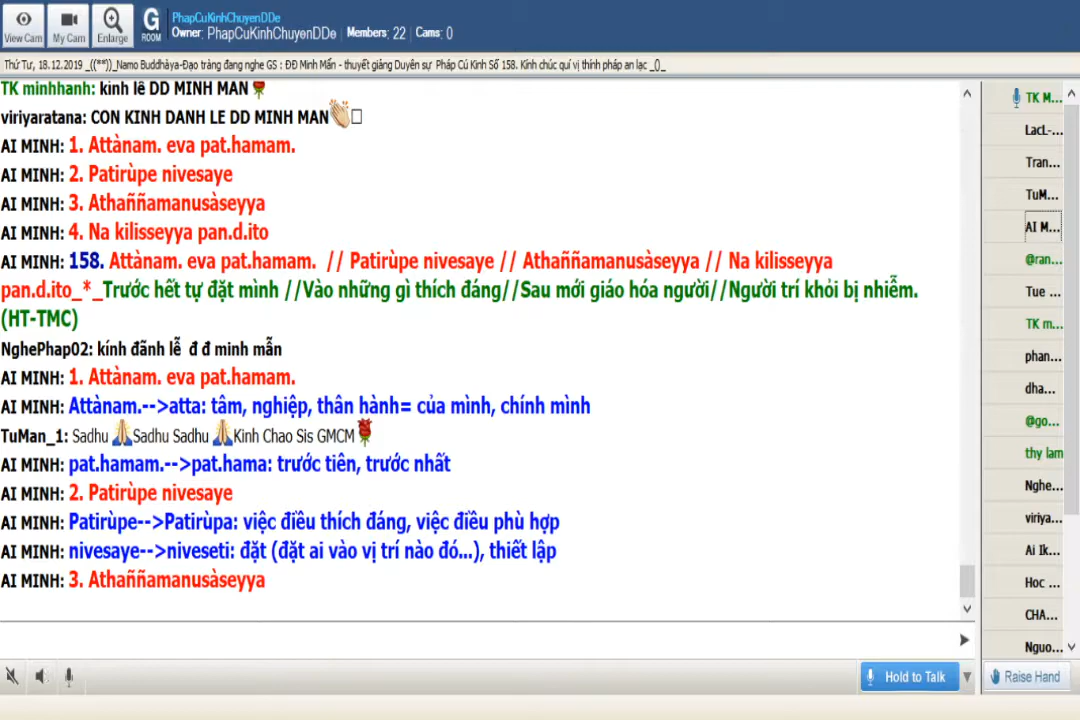 PhapCuKinhChuyenDDe
Owner: PhapCuKinhChuyenDDe Members: 22 Cams: 0
View Cam My Cam Enlarge G ROOM
Thứ Tư, 18.12.2019 _((**))_Namo Buddhàya-Đạo tràng đang nghe GS : ĐĐ Minh Mẫn - thuyết giảng Duyên sự Pháp Cú Kinh Số 158. Kính chúc quí vị thính pháp an lạc _()_
TK minhhanh: kinh lê DD MINH MAN
viriyaratana: CON KINH DANH LE DD MINH MAN
AI MINH: 1. Attànam. eva pat.hamam.
AI MINH: 2. Patirùpe nivesaye
AI MINH: 3. Athaññamanusàseyya
AI MINH: 4. Na kilisseyya pan.d.ito
AI MINH: 158. Attànam. eva pat.hamam. // Patirùpe nivesaye // Athaññamanusàseyya // Na kilisseyya
pan.d.ito_*_Trước hết tự đặt mình //Vào những gì thích đáng//Sau mới giáo hóa người//Người trí khỏi bị nhiễm.
(HT-TMC)
NghePhap02: kính đãnh lễ đ đ minh mẫn
AI MINH: 1. Attànam. eva pat.hamam.
AI MINH: Attànam.-->atta: tâm, nghiệp, thân hành= của mình, chính mình
TuMan_1: Sadhu Sadhu Sadhu Kinh Chao Sis GMCM
AI MINH: pat.hamam.-->pat.hama: trước tiên, trước nhất
AI MINH: 2. Patirùpe nivesaye
AI MINH: Patirùpe-->Patirùpa: việc điều thích đáng, việc điều phù hợp
AI MINH: nivesaye-->niveseti: đặt (đặt ai vào vị trí nào đó...), thiết lập
AI MINH: 3. Athaññamanusàseyya
TK M...
LacL-...
Tran...
TuM...
AI M...
@ran...
Tue ...
TK m...
phan...
dha...
@go...
thy lam
Nghe...
viriya...
Ai Ik...
Hoc ...
CHA...
Nguo...
Hold to Talk
Raise Hand